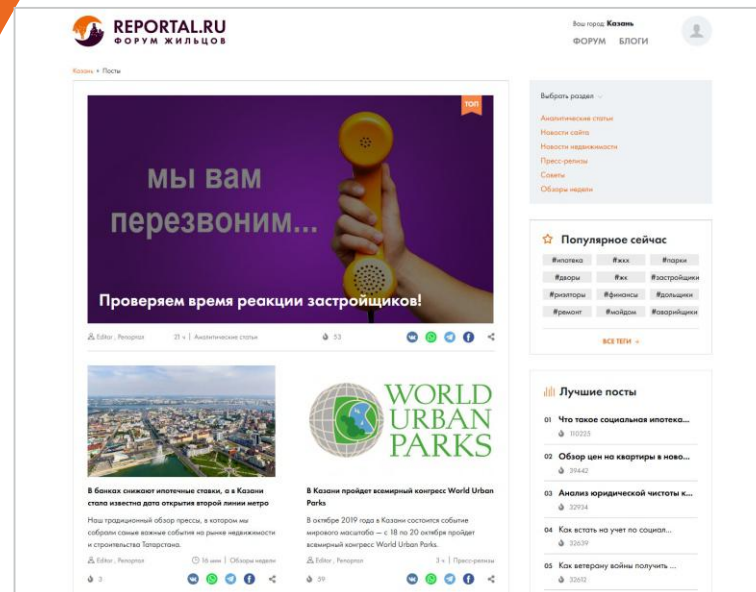 REPORTAL.RU
ФОРУМ ЖИЛЬЦОВ
Ваш город: Казань
ФОРУМ БЛОГИ
Казань » Посты
ТОП
мы вам
перезвоним...
Проверяем время реакции застройщиков!
Editor , Репортал 21 ч | Аналитические статьи 53
WORLD
URBAN
PARKS
В банках снижают ипотечные ставки, а в Казани
стала известна дата открытия второй линии метро
Наш традиционный обзор прессы, в котором мы
собрали самые важные события на рынке недвижимости
и строительства Татарстана.
Editor , Репортал 16 мин | Обзоры недели
3
В Казани пройдет всемирный конгресс World Urban
Parks
В октябре 2019 года в Казани состоится событие
мирового масштаба – с 18 по 20 октября пройдет
всемирный конгресс World Urban Parks.
Editor , Репортал 3 ч | Пресс-релизы
59
Выбрать раздел
Аналитические статьи
Новости сайта
Новости недвижимости
Пресс-релизы
Советы
Обзоры недели
Популярное сейчас
#ипотека #жкх #парки
#дворы #жк #застройщики
#риэлторы #финансы #дольщики
#ремонт #мойдом #товарийщики
ВСЕ ТЕГИ →
Лучшие посты
01 Что такое социальная ипотека...
110225
02 Обзор цен на квартиры в ново...
39442
03 Анализ юридической чистоты к...
32934
04 Как встать на учет по социал...
32639
05 Как ветерану войны получить ...
32612